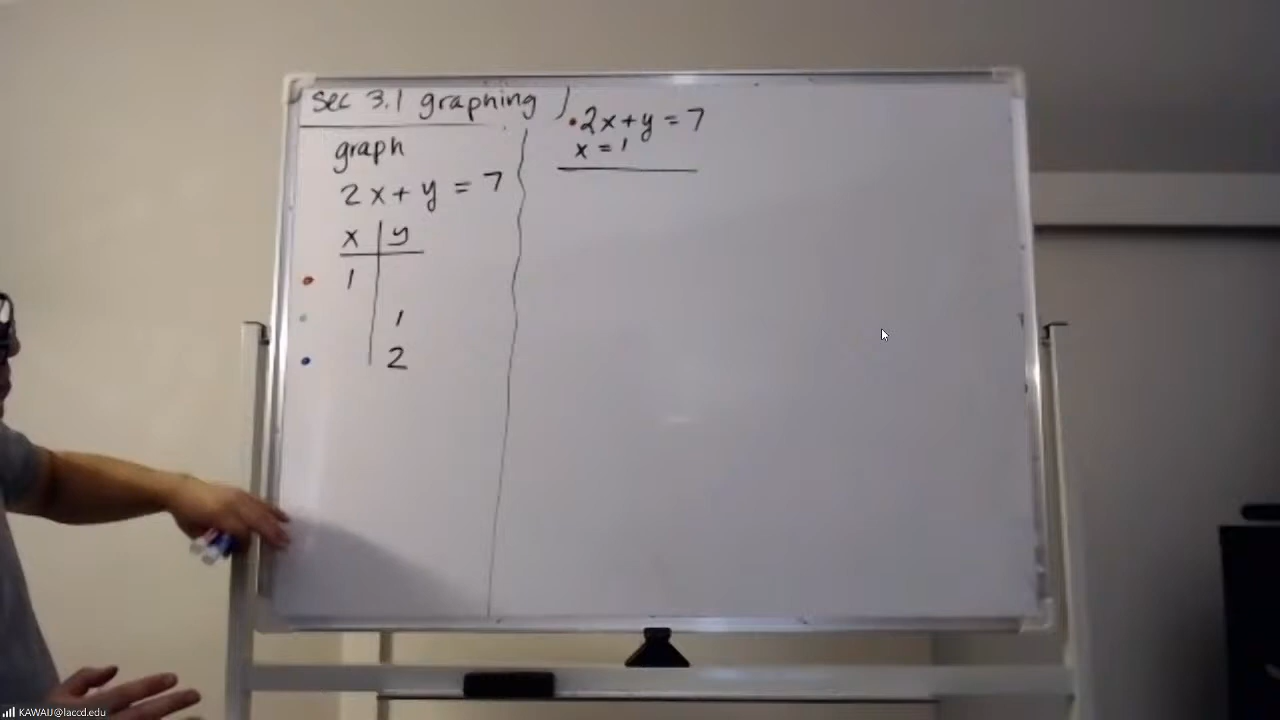 Sec 3.1 graphing
graph
2x + y = 7
x y
1
1
2
2x + y = 7
x = 1
KAWAIJ@laccd.edu